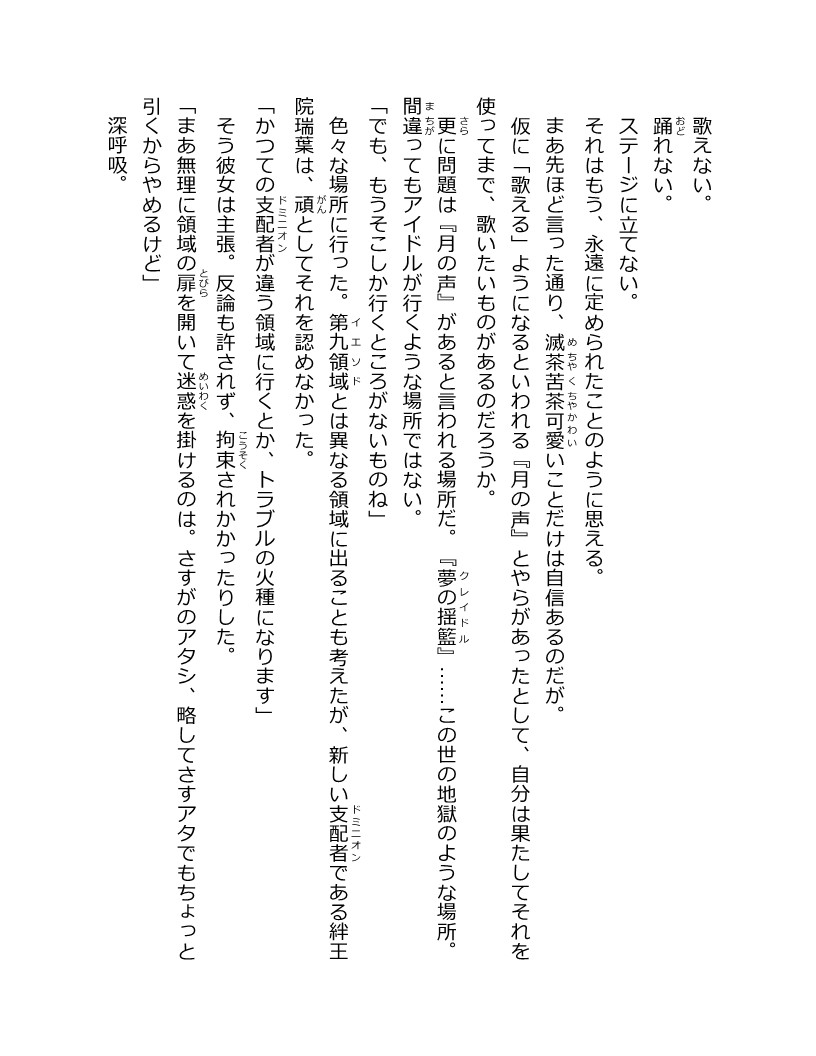 歌えない。
踊れない。
ステージに立てない。
それはもう、永遠に定められたことのように思える。
まあ先ほど言った通り、滅茶苦茶可愛いことだけは自信あるのだが。
仮に「歌える」ようになるといわれる『月の声』とやらがあったとして、自分は果たしてそれを
使ってまで、歌いたいものがあるのだろうか。
更に問題は『月の声』があると言われる場所だ。『夢の揺籃』……この世の地獄のような場所。
間違ってもアイドルが行くような場所ではない。
「でも、もうそこしか行くところがないものね」
色々な場所に行った。第九領域とは異なる領域に出ることも考えたが、新しい支配者である絆王
院瑞葉は、頑としてそれを認めなかった。
「かつての支配者が違う領域に行くとか、トラブルの火種になります」
そう彼女は主張。反論も許されず、拘束されかかったりした。
「まあ無理に領域の扉を開いて迷惑を掛けるのは。さすがのアタシ、略してさすアタでもちょっと
引くからやめるけど」
深呼吸。